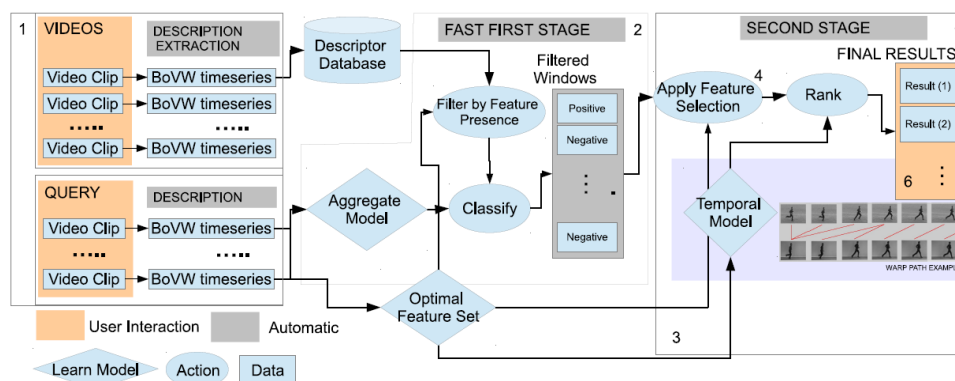 1
VIDEOS
DESCRIPTION
EXTRACTION
Video Clip
BoVW timeseries
Video Clip
BoVW timeseries
Video Clip
BoVW timeseries
QUERY
DESCRIPTION
Video Clip
BoVW timeseries
Video Clip
BoVW timeseries
User Interaction
Automatic
Learn Model
Action
Data
Descriptor
Database
FAST FIRST STAGE
2
Filter by Feature
Presence
Aggregate
Model
Classify
Optimal
Feature Set
Filtered
Windows
Positive
Negative
Negative
SECOND STAGE
Apply Feature
Selection
4
Rank
FINAL RESULTS
Result (1)
Result (2)
6
Temporal
Model
WARP PATH EXAMPL
3